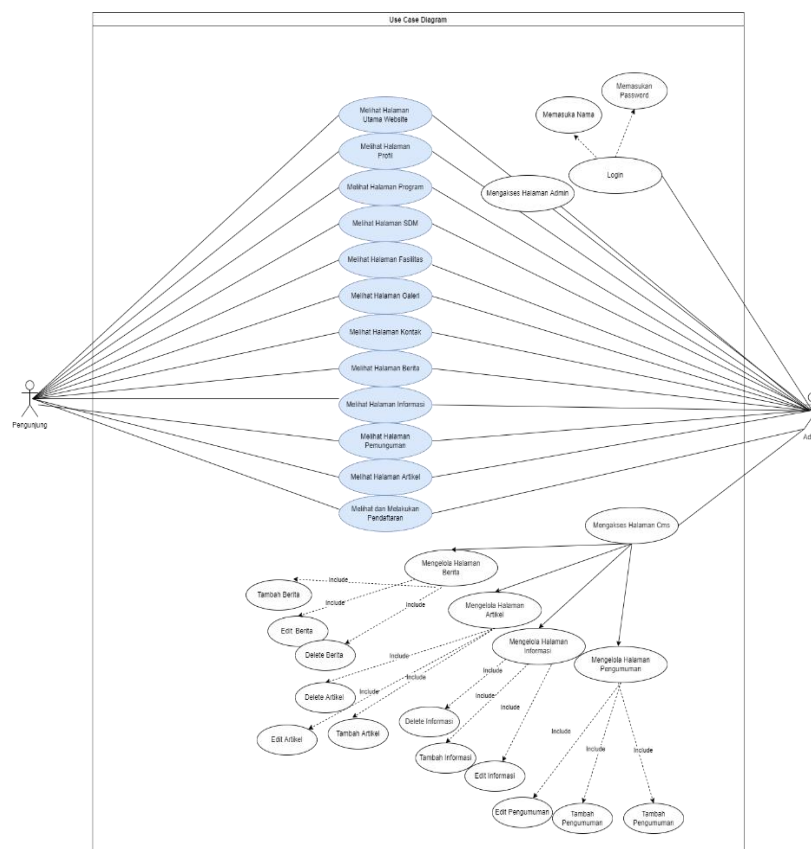 Use Case Diagram
Memasukan
Password
Memasuka Nama
Login
Melihat Halaman
Utama Website
Melihat Halaman
Profil
Mengakses Halaman Admin
Melihat Halaman Program
Melihat Halaman SDM
Melihat Halaman Fasilitas
Melihat Halaman Galeri
Melihat Halaman Kontak
Melihat Halaman Berita
Melihat Halaman Informasi
Pengunjung
Melihat Halaman
Pemunguman
Ad
Melihat Halaman Artikel
Melihat dan Melakukan
Pendaftaran
Mengakses Halaman Cms
Mengelola Halaman
Berita
Include
Tambah Berita
Include
Include
Edit Berita
Delete Berita
Mengelola Halaman
Artikel
Mengelola Halaman
Informasi
Mengelola Halaman
Pengumuman
Include
Include
Include
Delete Artikel
Edit Artikel
Tambah Artikel
Include
Include
Include
Delete Informasi
Tambah Informasi
Edit Informasi
Include
Include
Include
Edit Pengumuman
Tambah
Pengumuman
Tambah
Pengumuman